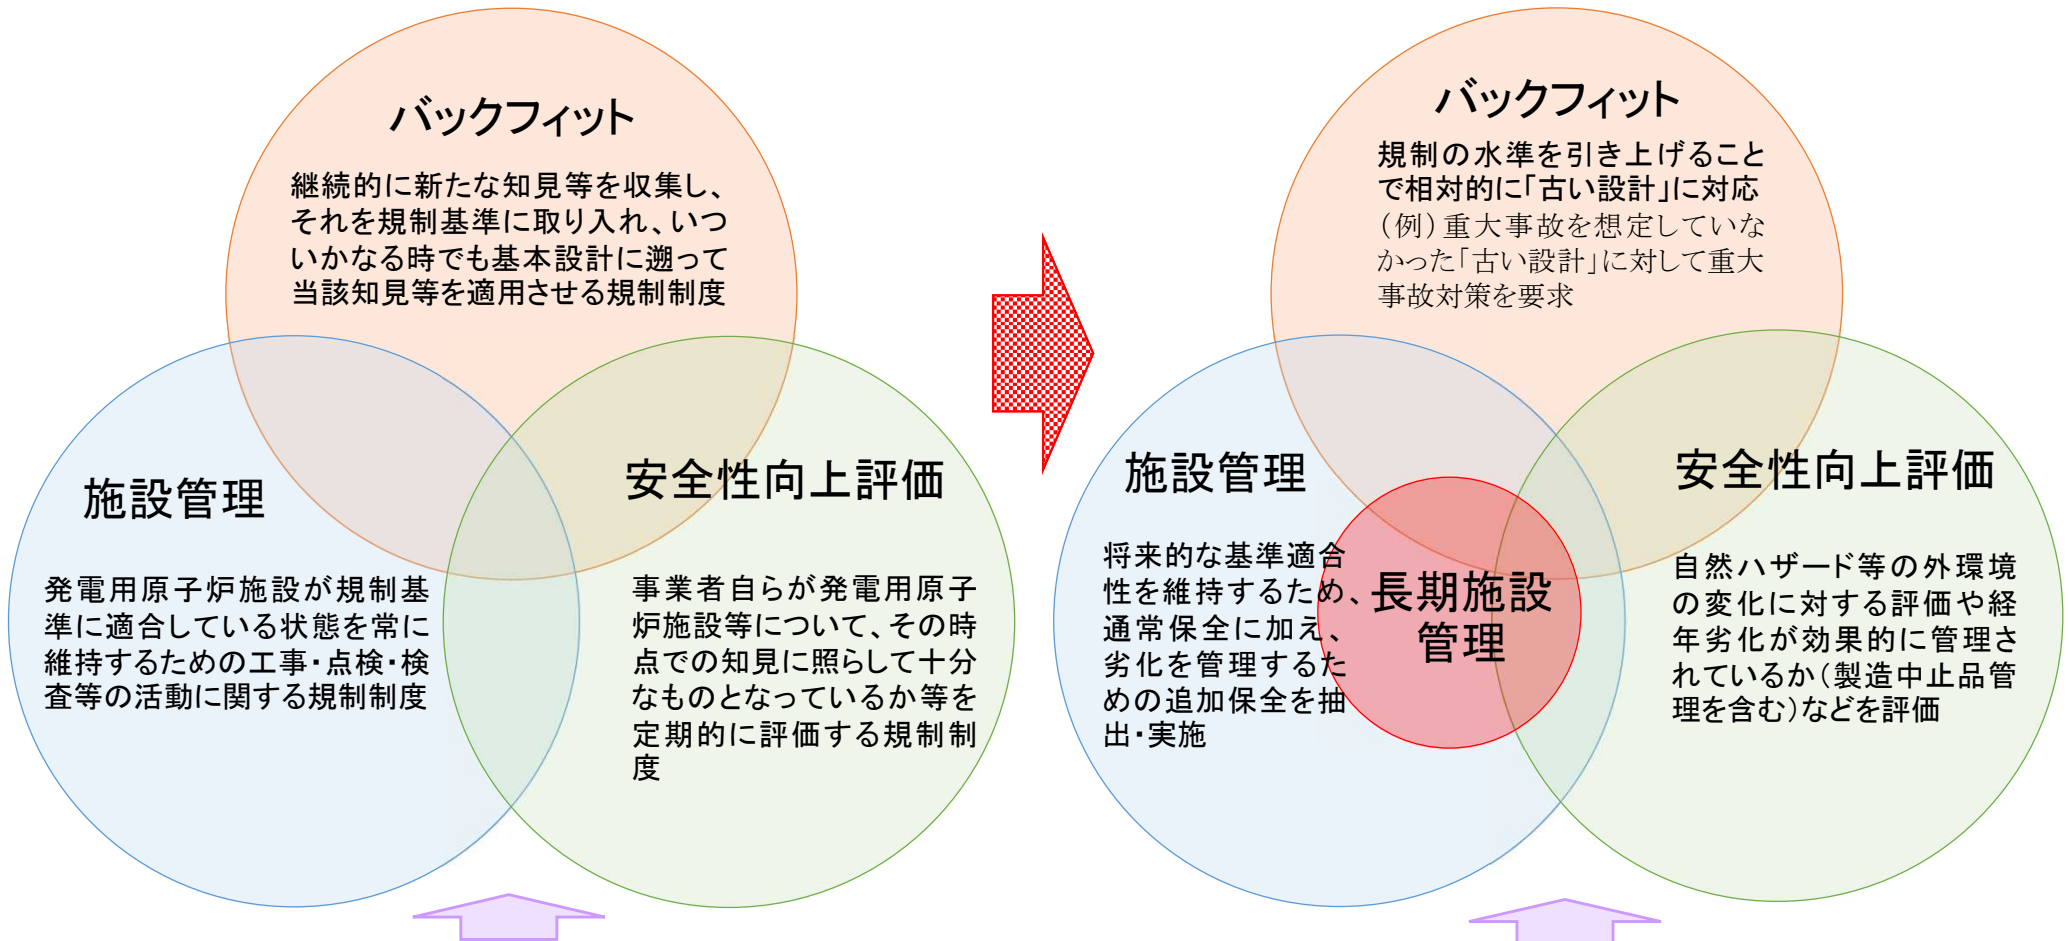 バックフィット
継続的に新たな知見等を収集し、
それを規制基準に取り入れ、いつ
いかなる時でも基本設計に遡って
当該知見等を適用させる規制制度
施設管理
発電用原子炉施設が規制基
準に適合している状態を常に
維持するための工事・点検・検
査等の活動に関する規制制度
安全性向上評価
事業者自らが発電用原子
炉施設等について、その時
点での知見に照らして十分
なものとなっているか等を
定期的に評価する規制制
度
バックフィット
規制の水準を引き上げること
で相対的に「古い設計」に対応
（例）重大事故を想定していな
かった「古い設計」に対して重大
事故対策を要求
施設管理
将来的な基準適合
性を維持するため、
通常保全に加え、
劣化を管理するた
めの追加保全を抽
出・実施
長期施設
管理
安全性向上評価
自然ハザード等の外環境
の変化に対する評価や経
年劣化が効果的に管理さ
れているか（製造中止品管
理を含む）などを評価